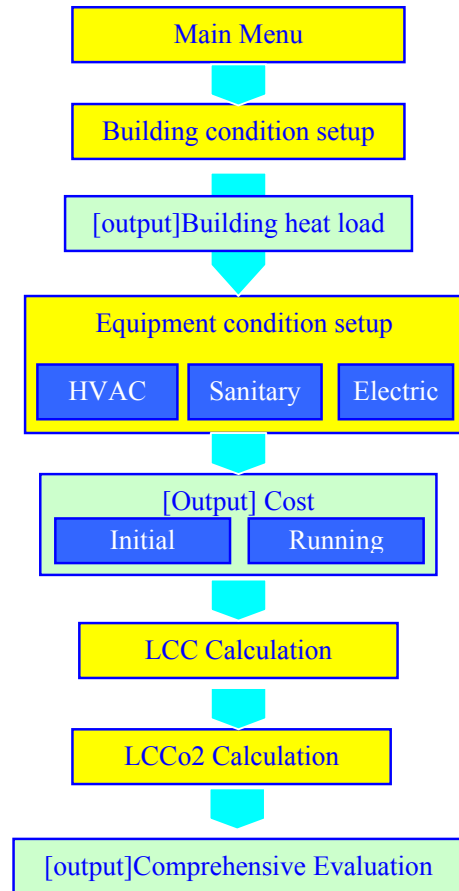 Main Menu
Building condition setup
[output]Building heat load
Equipment condition setup
HVAC
Sanitary
Electric
[Output] Cost
Initial
Running
LCC Calculation
LCCo2 Calculation
[output]Comprehensive Evaluation